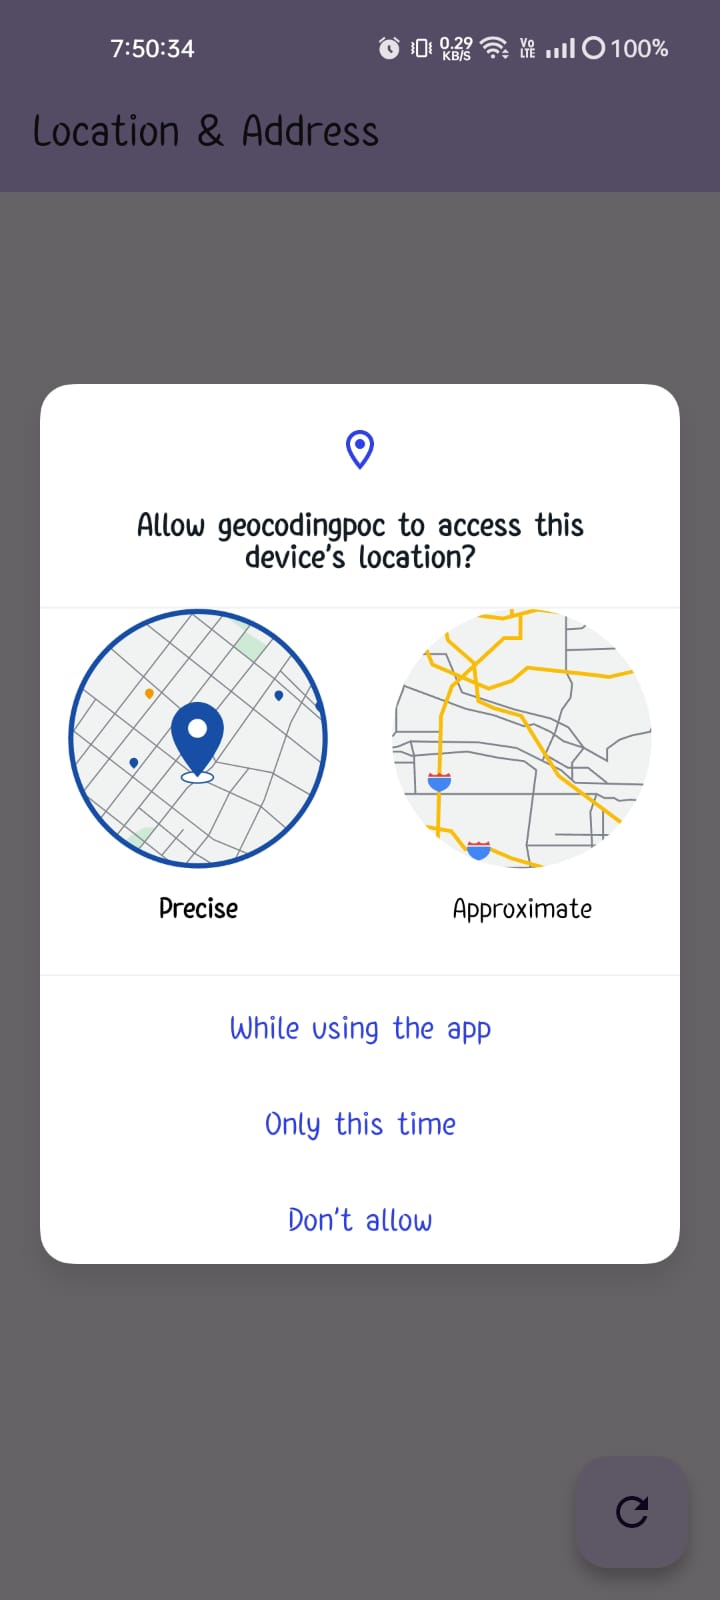 7:50:34 0.29 KB/S Vo LTE 100%
Location & Address
Allow geocodingpoc to access this
device's location?
Precise Approximate
While using the app
Only this time
Don't allow